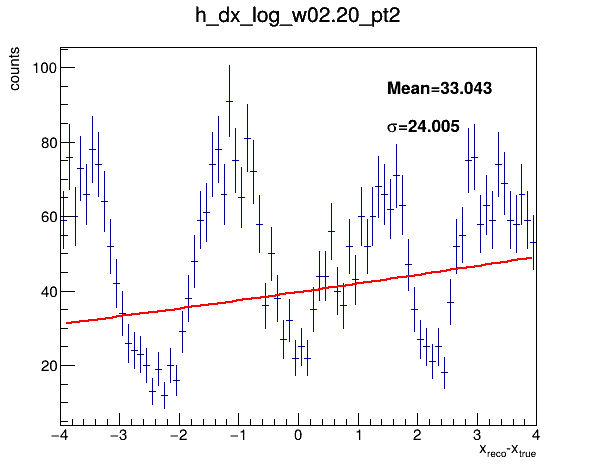 h_dx_log_w02.20_pt2
counts
Mean=33.043
σ=24.005
100
80
60
40
20
−4 −3 −2 −1 0 1 2 3 4
x_reco-x_true